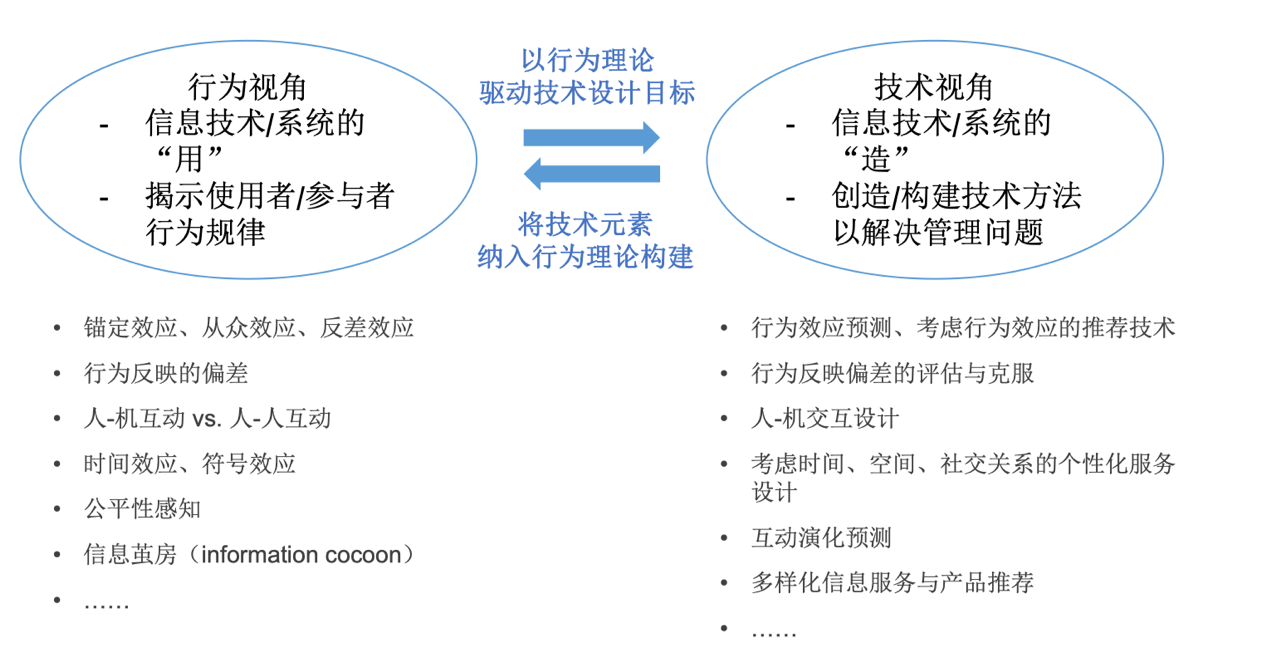 行为视角
- 信息技术/系统的
“用”
- 揭示使用者/参与者
行为规律
以行为理论
驱动技术设计目标
将技术元素
纳入行为理论构建
技术视角
- 信息技术/系统的
“造”
- 创造/构建技术方法
以解决管理问题
• 锚定效应、从众效应、反差效应
• 行为反映的偏差
• 人-机互动 vs. 人-人互动
• 时间效应、符号效应
• 公平性感知
• 信息茧房（information cocoon）
• ……
• 行为效应预测、考虑行为效应的推荐技术
• 行为反映偏差的评估与克服
• 人-机交互设计
• 考虑时间、空间、社交关系的个性化服务
设计
• 互动演化预测
• 多样化信息服务与产品推荐
• ……